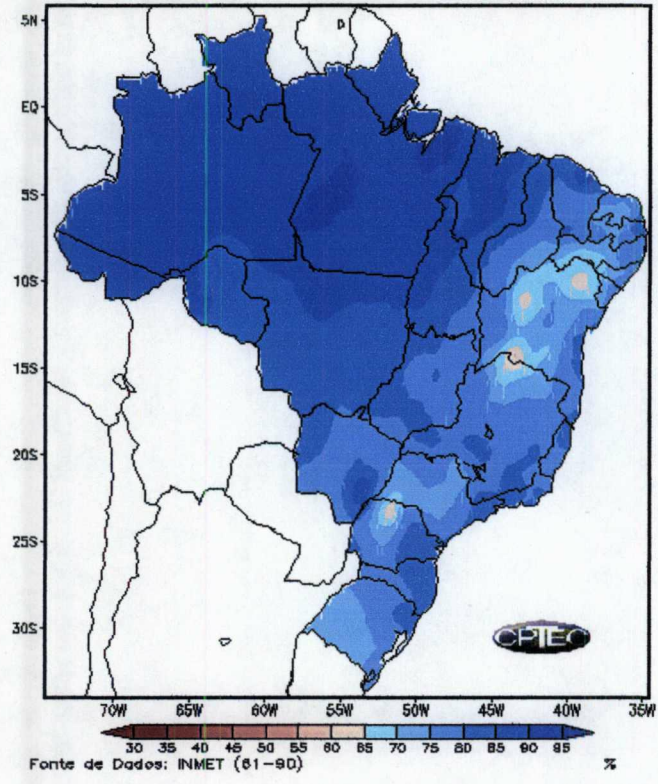 5N
EQ
5S
10S
15S
20S
25S
30S
CPTEC
70W 65W 60W 55W 50W 45W 40W 35W
30 35 40 45 50 55 60 65 70 75 80 85 90 95
Fonte de Dados: INMET (61-90) %